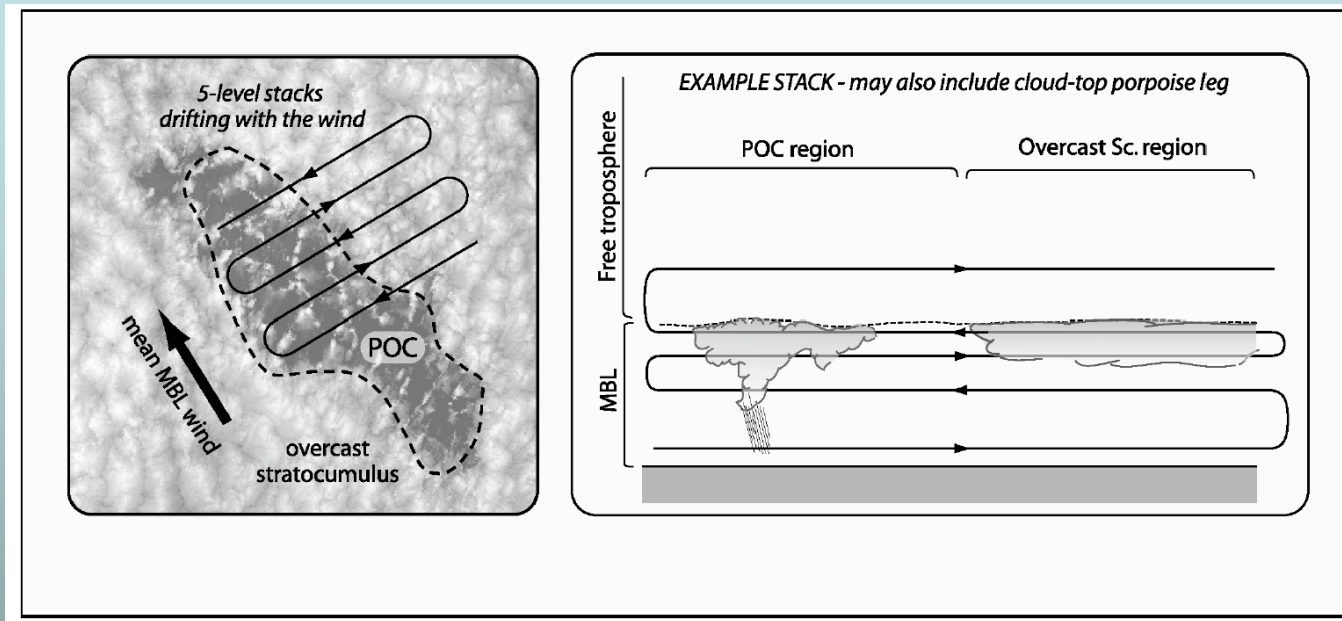 5-level stacks
drifting with the wind
POC
mean MBL wind
overcast
stratocumulus
EXAMPLE STACK - may also include cloud-top porpoise leg
POC region
Overcast Sc. region
Free troposphere
MBL